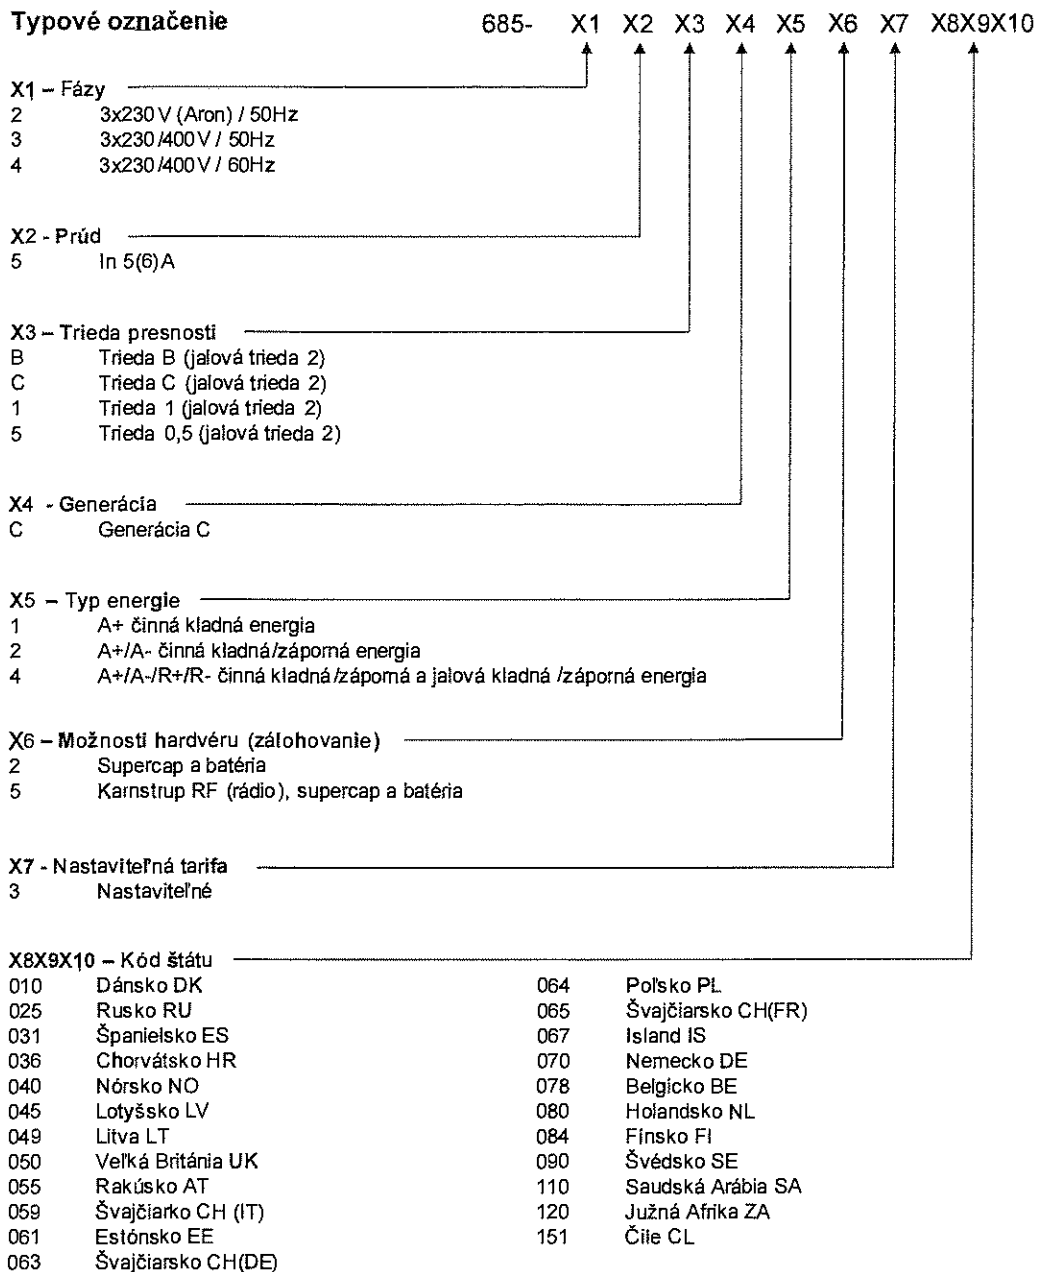 Typové označenie 685- X1 X2 X3 X4 X5 X6 X7 X8X9X10
X1 – Fázy
2 3x230 V (Aron) / 50Hz
3 3x230/400 V / 50Hz
4 3x230/400 V / 60Hz
X2 - Prúd
5 In 5(6)A
X3 – Trieda presnosti
B Trieda B (jalová trieda 2)
C Trieda C (jalová trieda 2)
1 Trieda 1 (jalová trieda 2)
5 Trieda 0,5 (jalová trieda 2)
X4 - Generácia
C Generácia C
X5 – Typ energie
1 A+ činná kladná energia
2 A+/A- činná kladná/záporná energia
4 A+/A-/R+/R- činná kladná/záporná a jalová kladná /záporná energia
X6 – Možnosti hardvéru (zálohovanie)
2 Supercap a batéria
5 Kamstrup RF (rádio), supercap a batéria
X7 - Nastaviteľná tarifa
3 Nastaviteľné
X8X9X10 – Kód štátu
010 Dánsko DK
025 Rusko RU
031 Španielsko ES
036 Chorvátsko HR
040 Nórsko NO
045 Lotyšsko LV
049 Litva LT
050 Veľká Británia UK
055 Rakúsko AT
059 Švajčiarko CH (IT)
061 Estónsko EE
063 Švajčiarsko CH(DE)
064 Poľsko PL
065 Švajčiarsko CH(FR)
067 Island IS
070 Nemecko DE
078 Belgicko BE
080 Holandsko NL
084 Fínsko FI
090 Švédsko SE
110 Saudská Arábia SA
120 Južná Afrika ZA
151 Čile CL